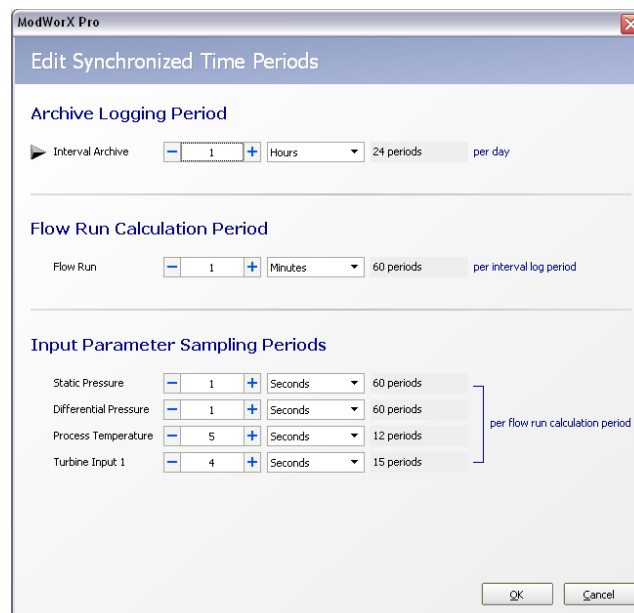 ModWorX Pro
Edit Synchronized Time Periods
Archive Logging Period
Interval Archive 1 Hours 24 periods per day
Flow Run Calculation Period
Flow Run 1 Minutes 60 periods per interval log period
Input Parameter Sampling Periods
Static Pressure 1 Seconds 60 periods
Differential Pressure 1 Seconds 60 periods
per flow run calculation period
Process Temperature 5 Seconds 12 periods
Turbine Input 1 4 Seconds 15 periods
OK Cancel